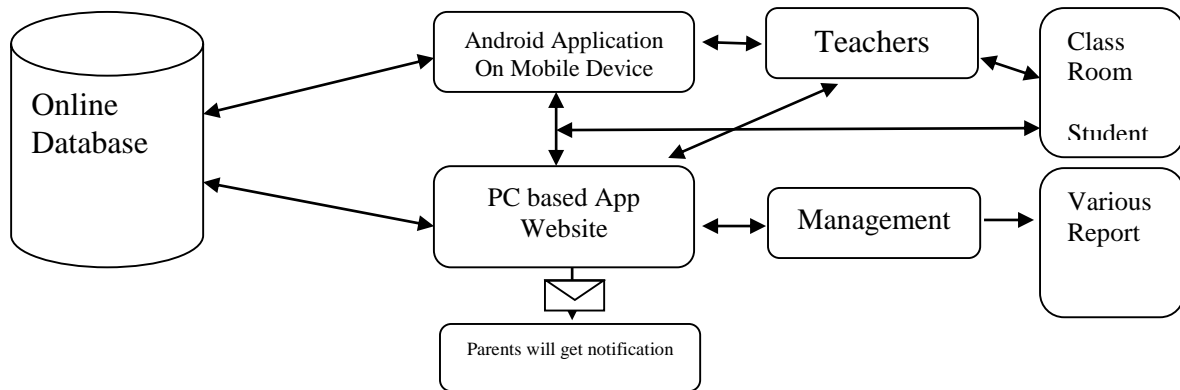 Online
Database
Android Application
On Mobile Device
Teachers
Class
Room
Student
PC based App
Website
Management
Various
Report
Parents will get notification